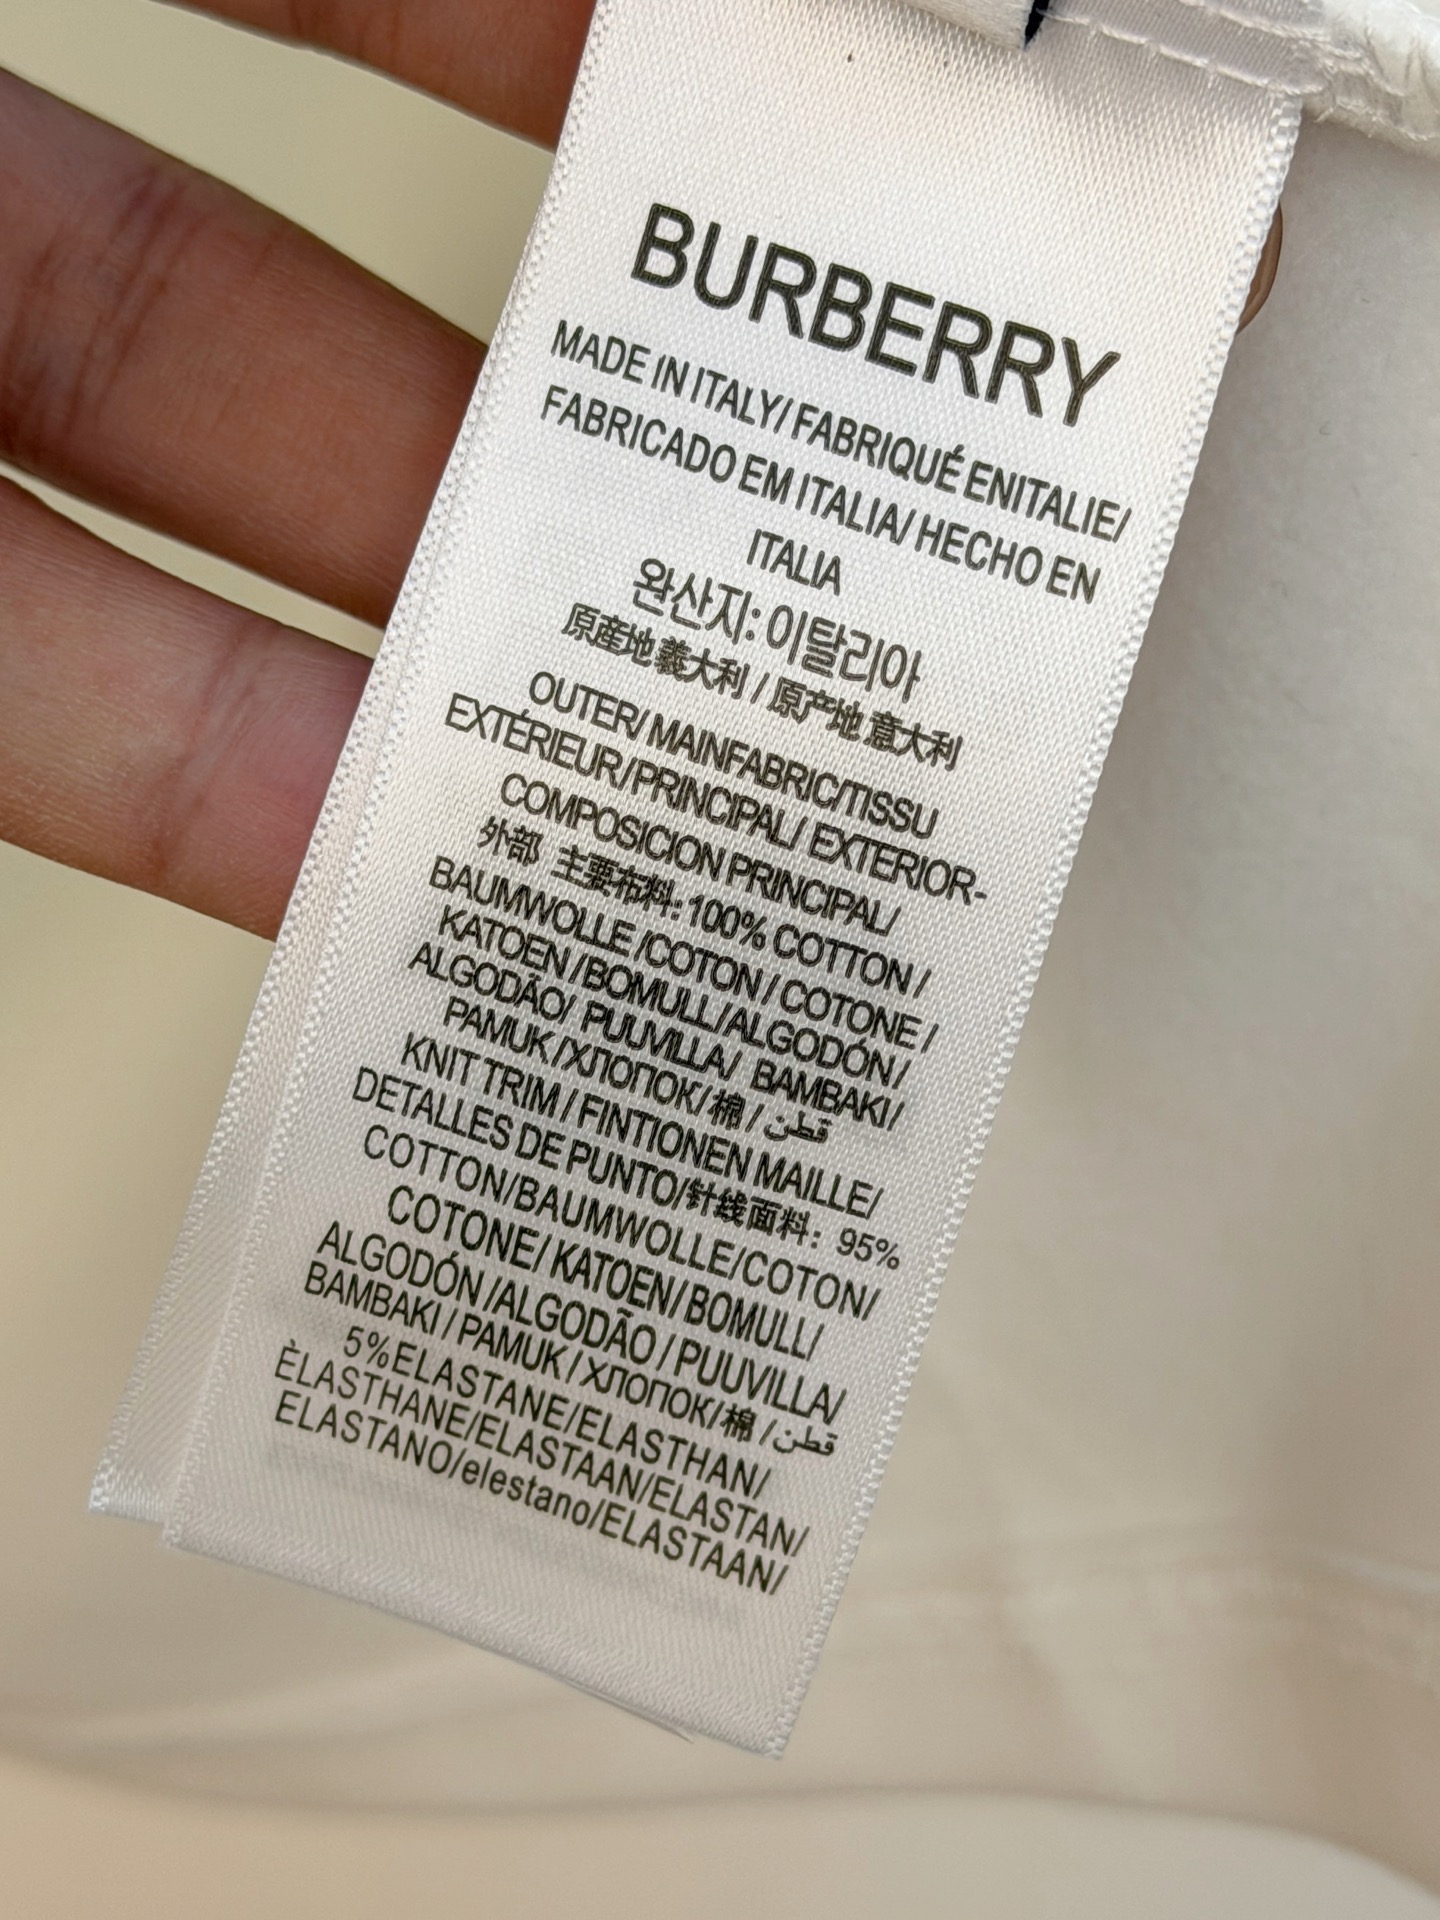 BURBERRY
MADE IN ITALY/ FABRIQUÉ ENITALIE/
FABRICADO EM ITALIA/ HECHO EN
ITALIA
완산지: 이탈리아
原產地 義大利 / 原产地 意大利
OUTER/ MAINFABRIC/TISSU
EXTÉRIEUR/PRINCIPAL/ EXTERIOR-
COMPOSICION PRINCIPAL/
外部 主要布料: 100% COTTON /
BAUMWOLLE /COTON / COTONE /
KATOEN /BOMULL/ALGODÓN /
ALGODÃO/ PUUVILLA/ BAMBAKI/
PAMUK /ХЛОПОК/ 棉 / قطن
KNIT TRIM / FINTIONEN MAILLE/
DETALLES DE PUNTO/针线面料: 95%
COTTON/BAUMWOLLE/COTON/
COTONE/ KATOEN/ BOMULL/
ALGODÓN /ALGODÃO / PUUVILLA/
BAMBAKI / PAMUK / ХЛОПОК/ 棉 / قطن
5%ELASTANE/ELASTHAN/
ÈLASTHANE/ELASTAAN/ELASTAN/
ELASTANO/elestano/ELASTAAN/